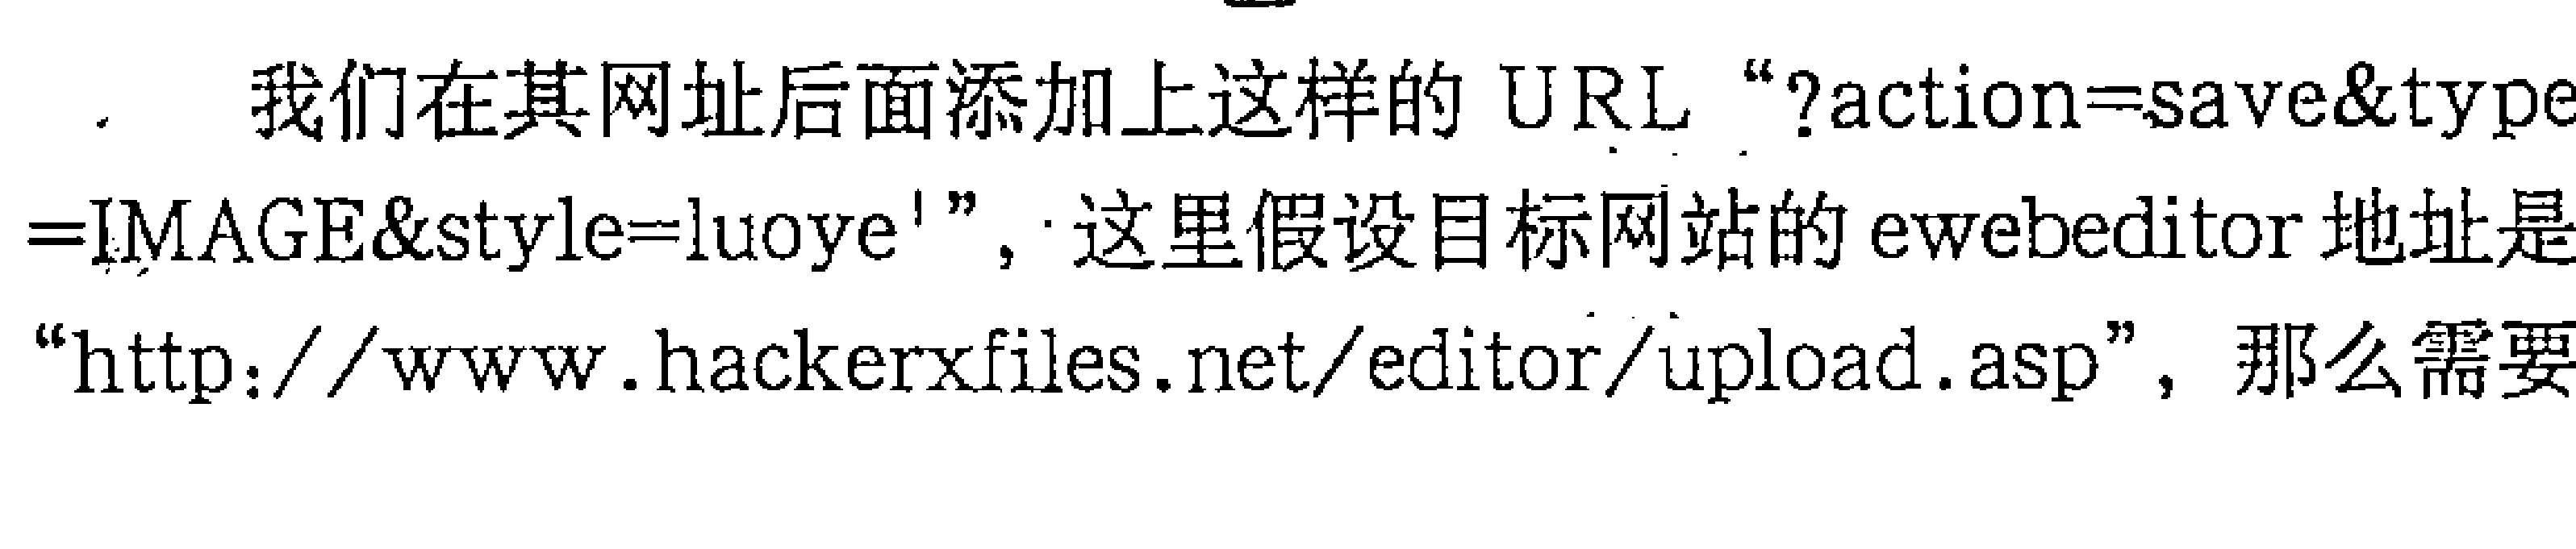 我们在其网址后面添加上这样的 URL “?action=save&type
=IMAGE&style=luoye'”，这里假设目标网站的 ewebeditor 地址是
“http://www.hackerxfiles.net/editor/upload.asp”，那么需要